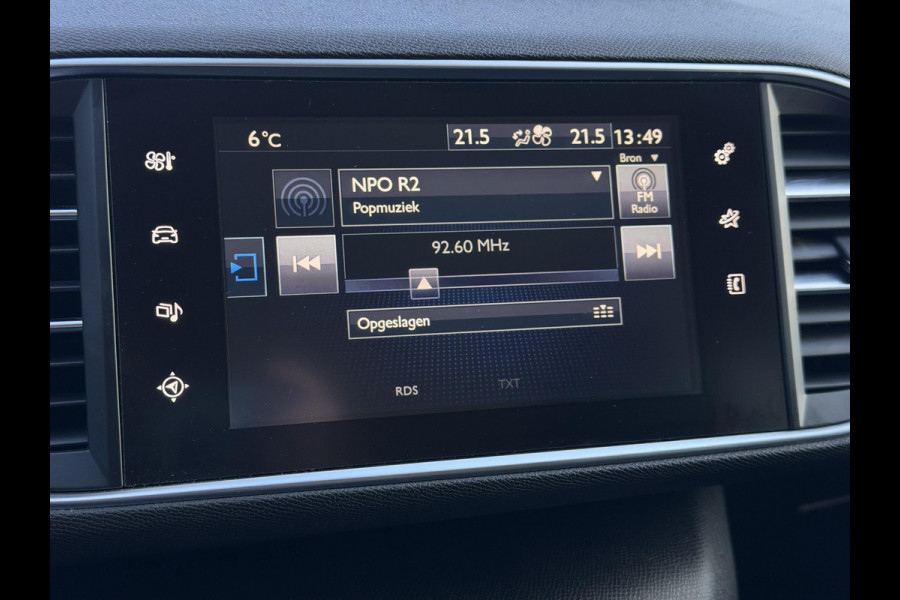 6°C
21.5 21.5 13:49
Bron
NPO R2
Popmuziek
FM
Radio
92.60 MHz
Opgeslagen
RDS TXT